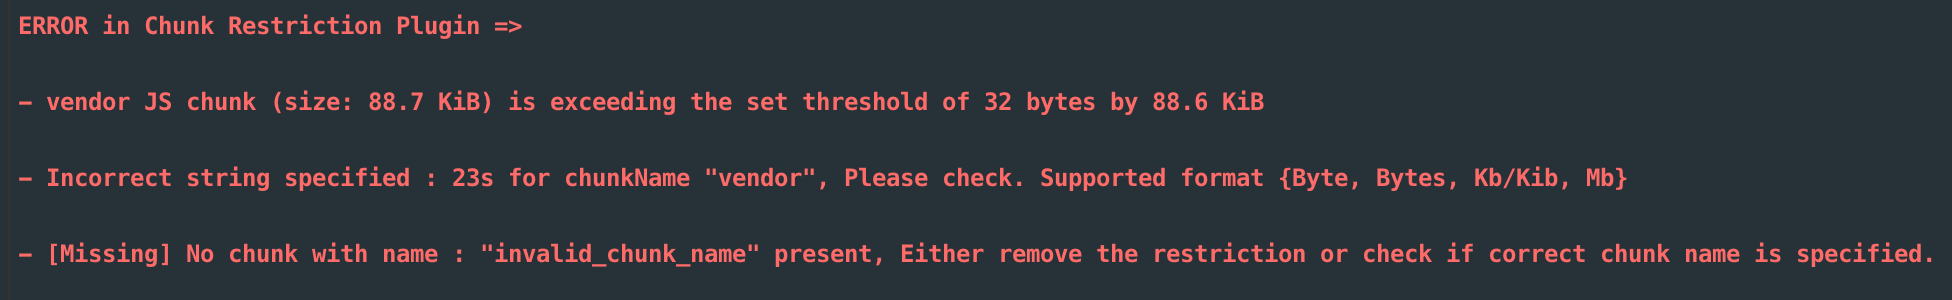 ERROR in Chunk Restriction Plugin =>
– vendor JS chunk (size: 88.7 KiB) is exceeding the set threshold of 32 bytes by 88.6 KiB
– Incorrect string specified : 23s for chunkName "vendor", Please check. Supported format {Byte, Bytes, Kb/Kib, Mb}
– [Missing] No chunk with name : "invalid_chunk_name" present, Either remove the restriction or check if correct chunk name is specified.